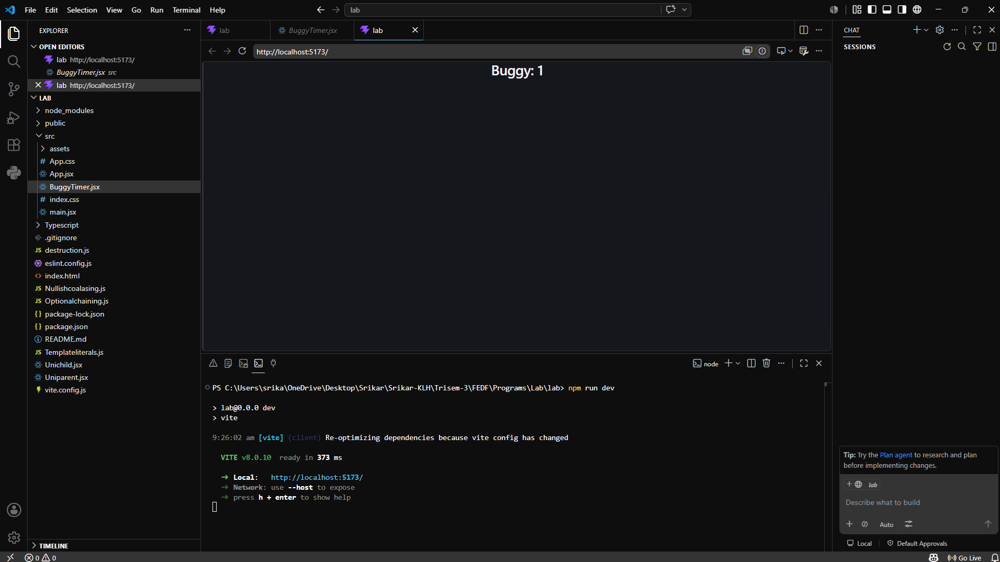 File Edit Selection View Go Run Terminal Help
lab
EXPLORER
OPEN EDITORS
lab http://localhost:5173/
BuggyTimer.jsx src
lab http://localhost:5173/
LAB
node_modules
public
src
assets
# App.css
App.jsx
BuggyTimer.jsx
# index.css
main.jsx
Typescript
.gitignore
JS destruction.js
eslint.config.js
<> index.html
JS Nullishcoalasing.js
JS Optionalchaining.js
{} package-lock.json
{} package.json
README.md
JS Templateliterals.js
Unichild.jsx
Uniparent.jsx
vite.config.js
TIMELINE
lab
BuggyTimer.jsx
lab
http://localhost:5173/
Buggy: 1
node
PS C:\Users\srika\OneDrive\Desktop\Srikar\Srikar-KLH\Trisem-3\FEDF\Programs\Lab\lab> npm run dev
> lab@0.0.0 dev
> vite
9:26:02 am [vite] (client) Re-optimizing dependencies because vite config has changed
VITE v8.0.10 ready in 373 ms
➜ Local: http://localhost:5173/
➜ Network: use --host to expose
➜ press h + enter to show help
CHAT
SESSIONS
Tip: Try the Plan agent to research and plan
before implementing changes.
lab
Describe what to build
Auto
Local
Default Approvals
0 0
Go Live